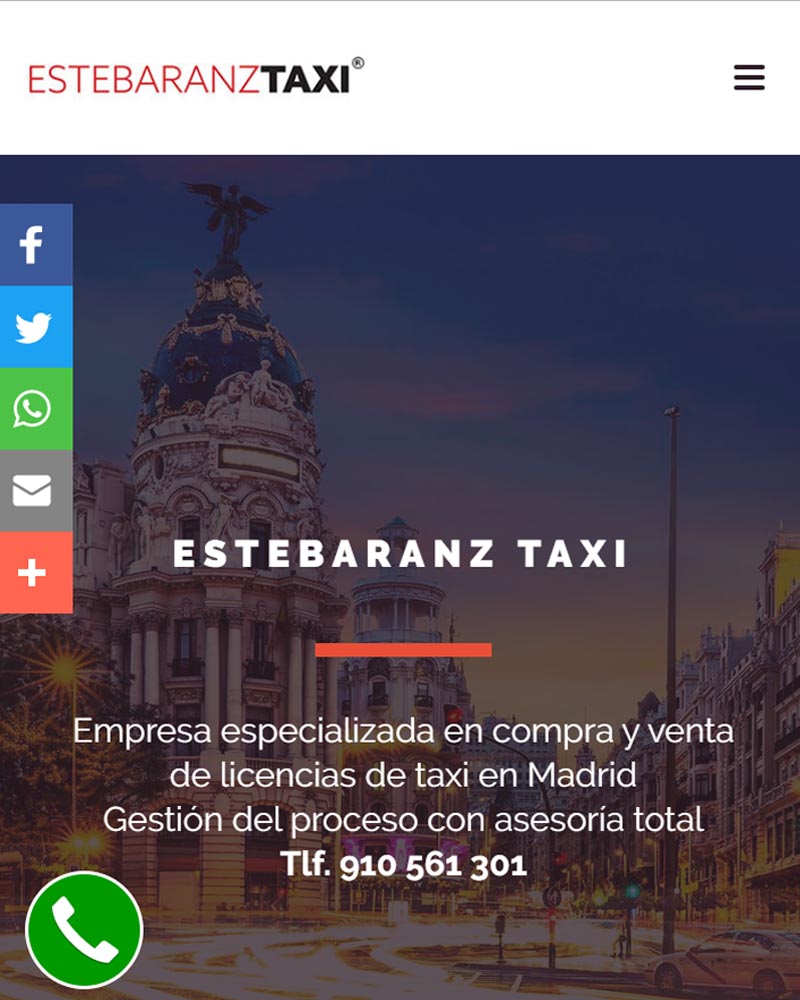 ESTEBARANZTAXI®
ESTEBARANZ TAXI
Empresa especializada en compra y venta
de licencias de taxi en Madrid
Gestión del proceso con asesoría total
Tlf. 910 561 301